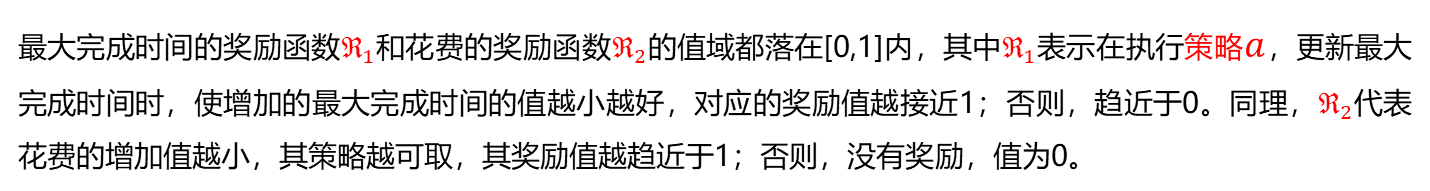 最大完成时间的奖励函数ℜ₁和花费的奖励函数ℜ₂的值域都落在[0,1]内，其中ℜ₁表示在执行策略a，更新最大
完成时间时，使增加的最大完成时间的值越小越好，对应的奖励值越接近1；否则，趋近于0。同理，ℜ₂代表
花费的增加值越小，其策略越可取，其奖励值越趋近于1；否则，没有奖励，值为0。